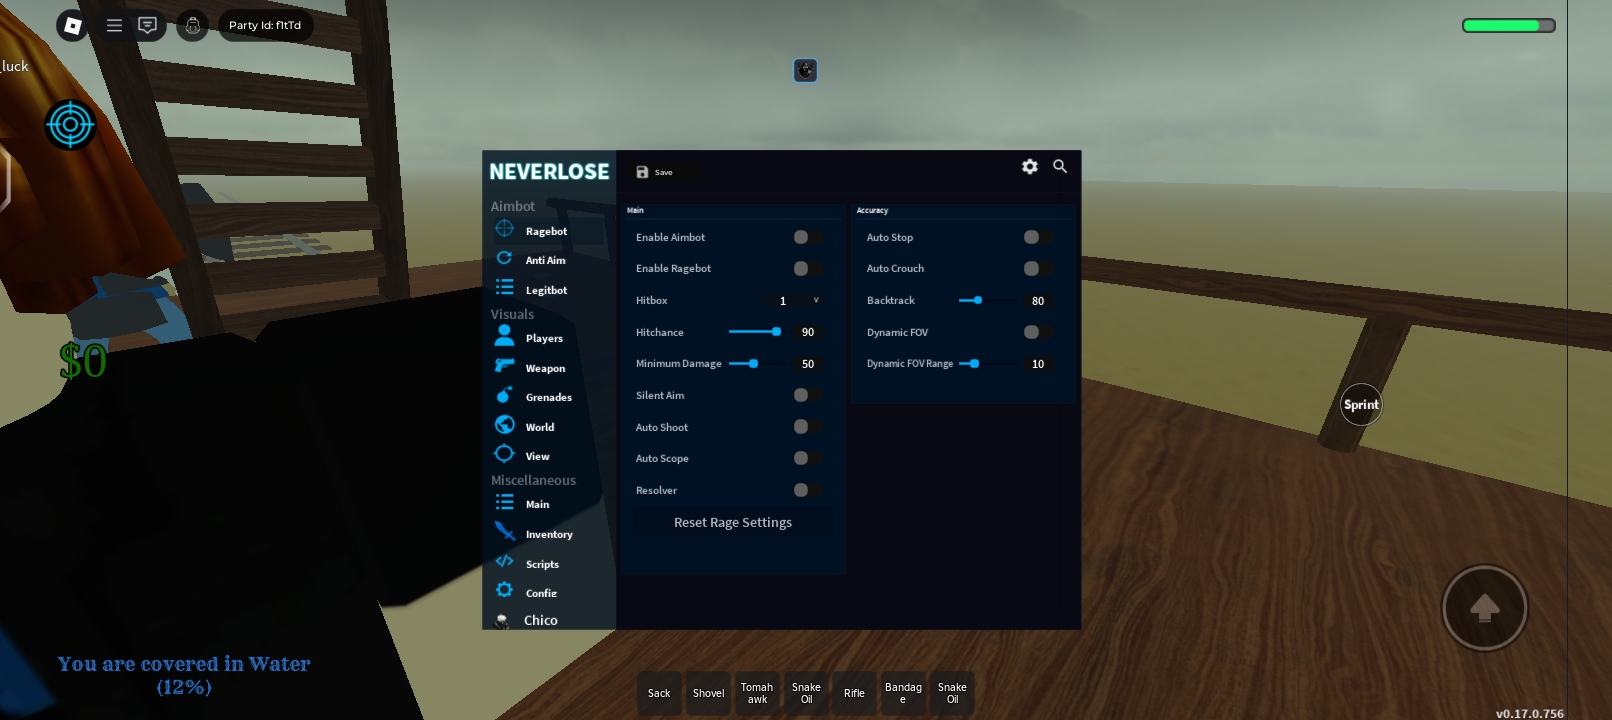 Party Id: f1tTd
_luck
NEVERLOSE
Save
Aimbot
Ragebot
Anti Aim
Legitbot
Visuals
Players
Weapon
Grenades
World
View
Miscellaneous
Main
Inventory
Scripts
Config
Chico
Main
Enable Aimbot
Enable Ragebot
Hitbox 1 v
Hitchance 90
Minimum Damage 50
Silent Aim
Auto Shoot
Auto Scope
Resolver
Reset Rage Settings
Accuracy
Auto Stop
Auto Crouch
Backtrack 80
Dynamic FOV
Dynamic FOV Range 10
$0
Sprint
You are covered in Water
(12%)
Sack
Shovel
Tomah
awk
Snake
Oil
Rifle
Bandag
e
Snake
Oil
v0.17.0.756